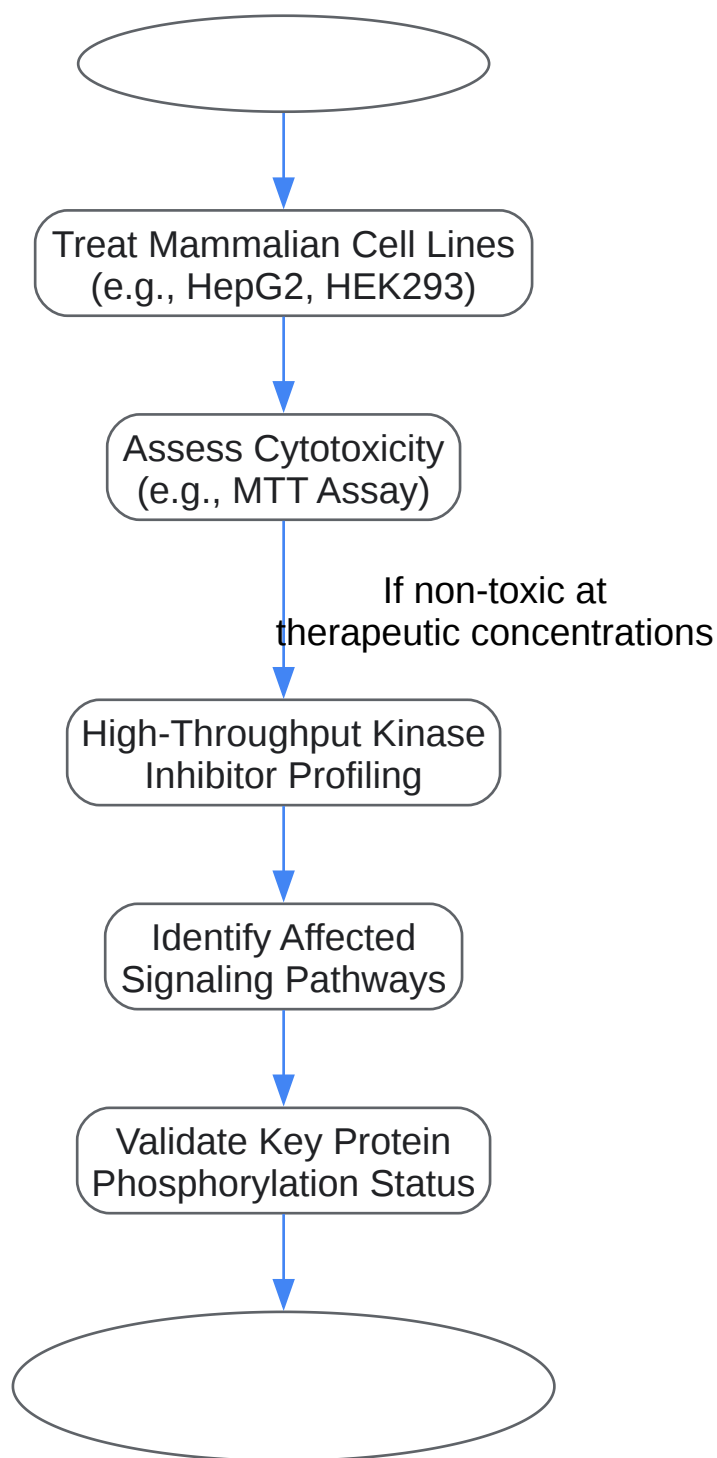 Treat Mammalian Cell Lines
(e.g., HepG2, HEK293)
Assess Cytotoxicity
(e.g., MTT Assay)
If non-toxic at
therapeutic concentrations
High-Throughput Kinase
Inhibitor Profiling
Identify Affected
Signaling Pathways
Validate Key Protein
Phosphorylation Status